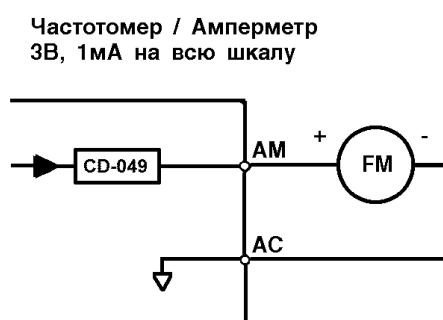 Частотомер / Амперметр
3В, 1мА на всю шкалу
AM
+
-
CD-049
FM
AC